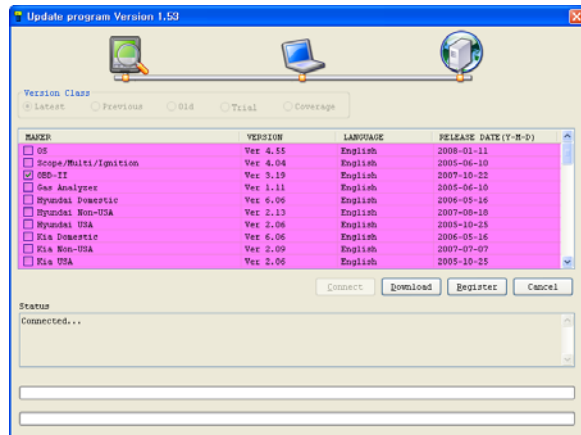 Update program Version 1.53
Version Class
Latest Previous Old Trial Coverage
MAKER VERSION LANGUAGE RELEASE DATE(Y-M-D)
OS Ver 4.55 English 2008-01-11
Scope/Multi/Ignition Ver 4.04 English 2005-06-10
OBD-II Ver 3.19 English 2007-10-22
Gas Analyzer Ver 1.11 English 2005-06-10
Hyundai Domestic Ver 6.06 English 2006-05-16
Hyundai Non-USA Ver 2.13 English 2007-08-18
Hyundai USA Ver 2.06 English 2005-10-25
Kia Domestic Ver 6.06 English 2006-05-16
Kia Non-USA Ver 2.09 English 2007-07-07
Kia USA Ver 2.06 English 2005-10-25
Connect Download Register Cancel
Status
Connected...